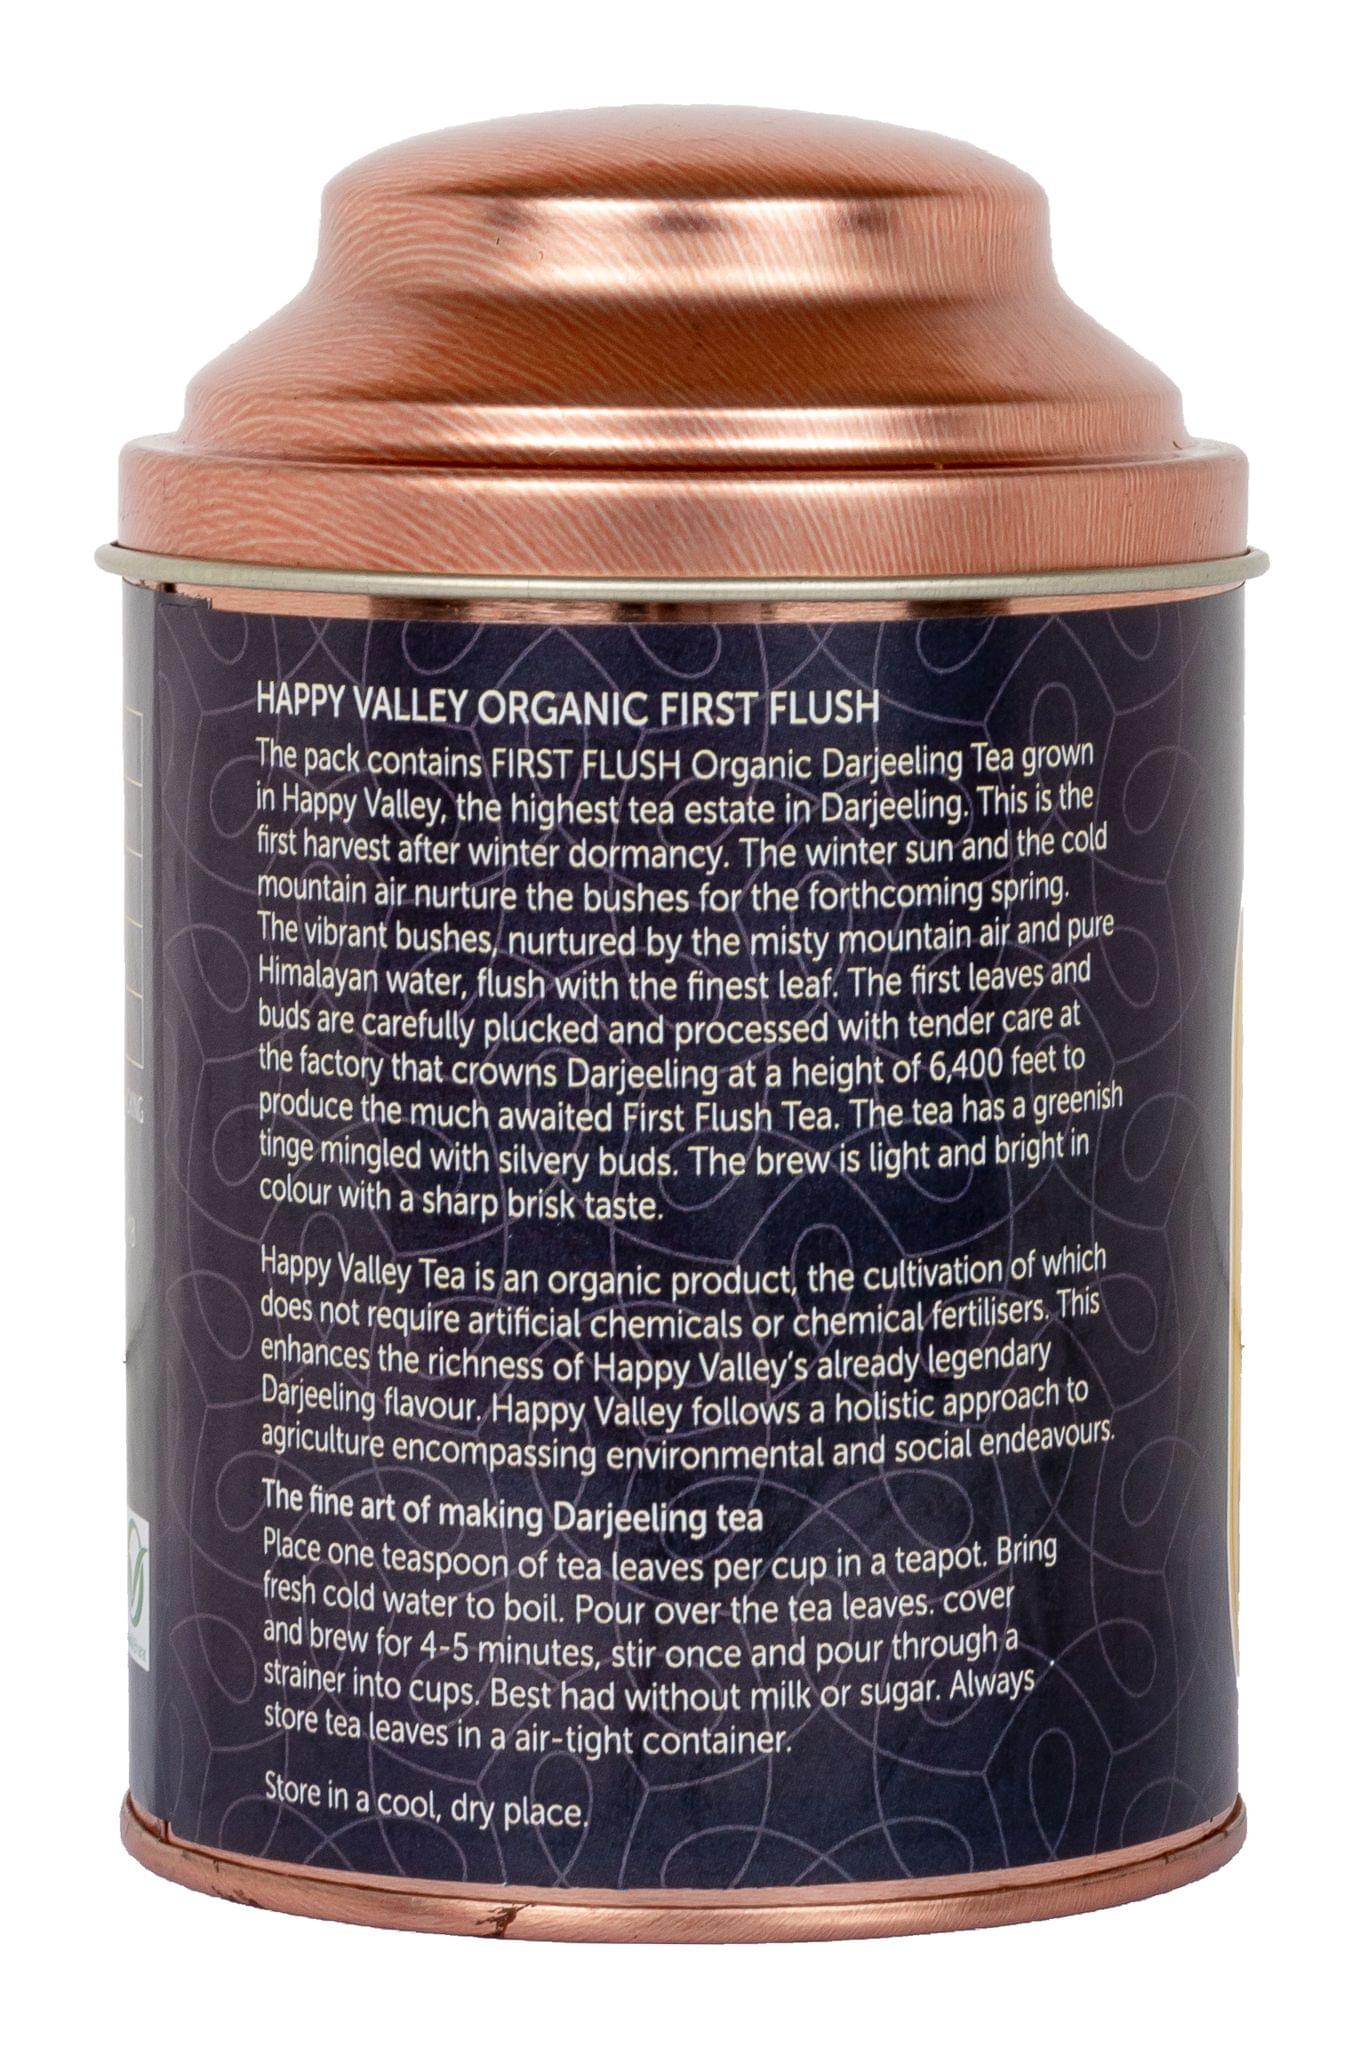 HAPPY VALLEY ORGANIC FIRST FLUSH
The pack contains FIRST FLUSH Organic Darjeeling Tea grown
in Happy Valley, the highest tea estate in Darjeeling. This is the
first harvest after winter dormancy. The winter sun and the cold
mountain air nurture the bushes for the forthcoming spring.
The vibrant bushes, nurtured by the misty mountain air and pure
Himalayan water, flush with the finest leaf. The first leaves and
buds are carefully plucked and processed with tender care at
the factory that crowns Darjeeling at a height of 6,400 feet to
produce the much awaited First Flush Tea. The tea has a greenish
tinge mingled with silvery buds. The brew is light and bright in
colour with a sharp brisk taste.
Happy Valley Tea is an organic product, the cultivation of which
does not require artificial chemicals or chemical fertilisers. This
enhances the richness of Happy Valley's already legendary
Darjeeling flavour. Happy Valley follows a holistic approach to
agriculture encompassing environmental and social endeavours.
The fine art of making Darjeeling tea
Place one teaspoon of tea leaves per cup in a teapot. Bring
fresh cold water to boil. Pour over the tea leaves. cover
and brew for 4-5 minutes, stir once and pour through a
strainer into cups. Best had without milk or sugar. Always
store tea leaves in a air-tight container.
Store in a cool, dry place.